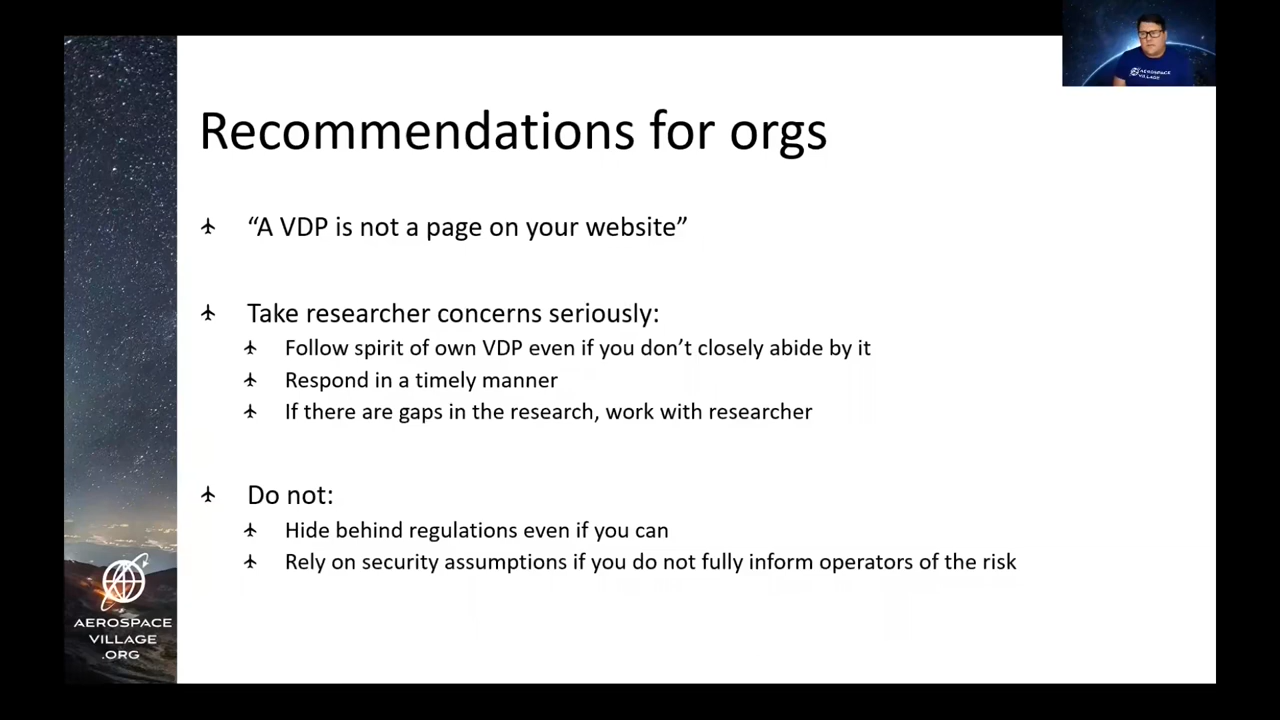 Recommendations for orgs
“A VDP is not a page on your website”
Take researcher concerns seriously:
Follow spirit of own VDP even if you don’t closely abide by it
Respond in a timely manner
If there are gaps in the research, work with researcher
Do not:
Hide behind regulations even if you can
Rely on security assumptions if you do not fully inform operators of the risk
AEROSPACE
VILLAGE
.ORG
AEROSPACE
VILLAGE